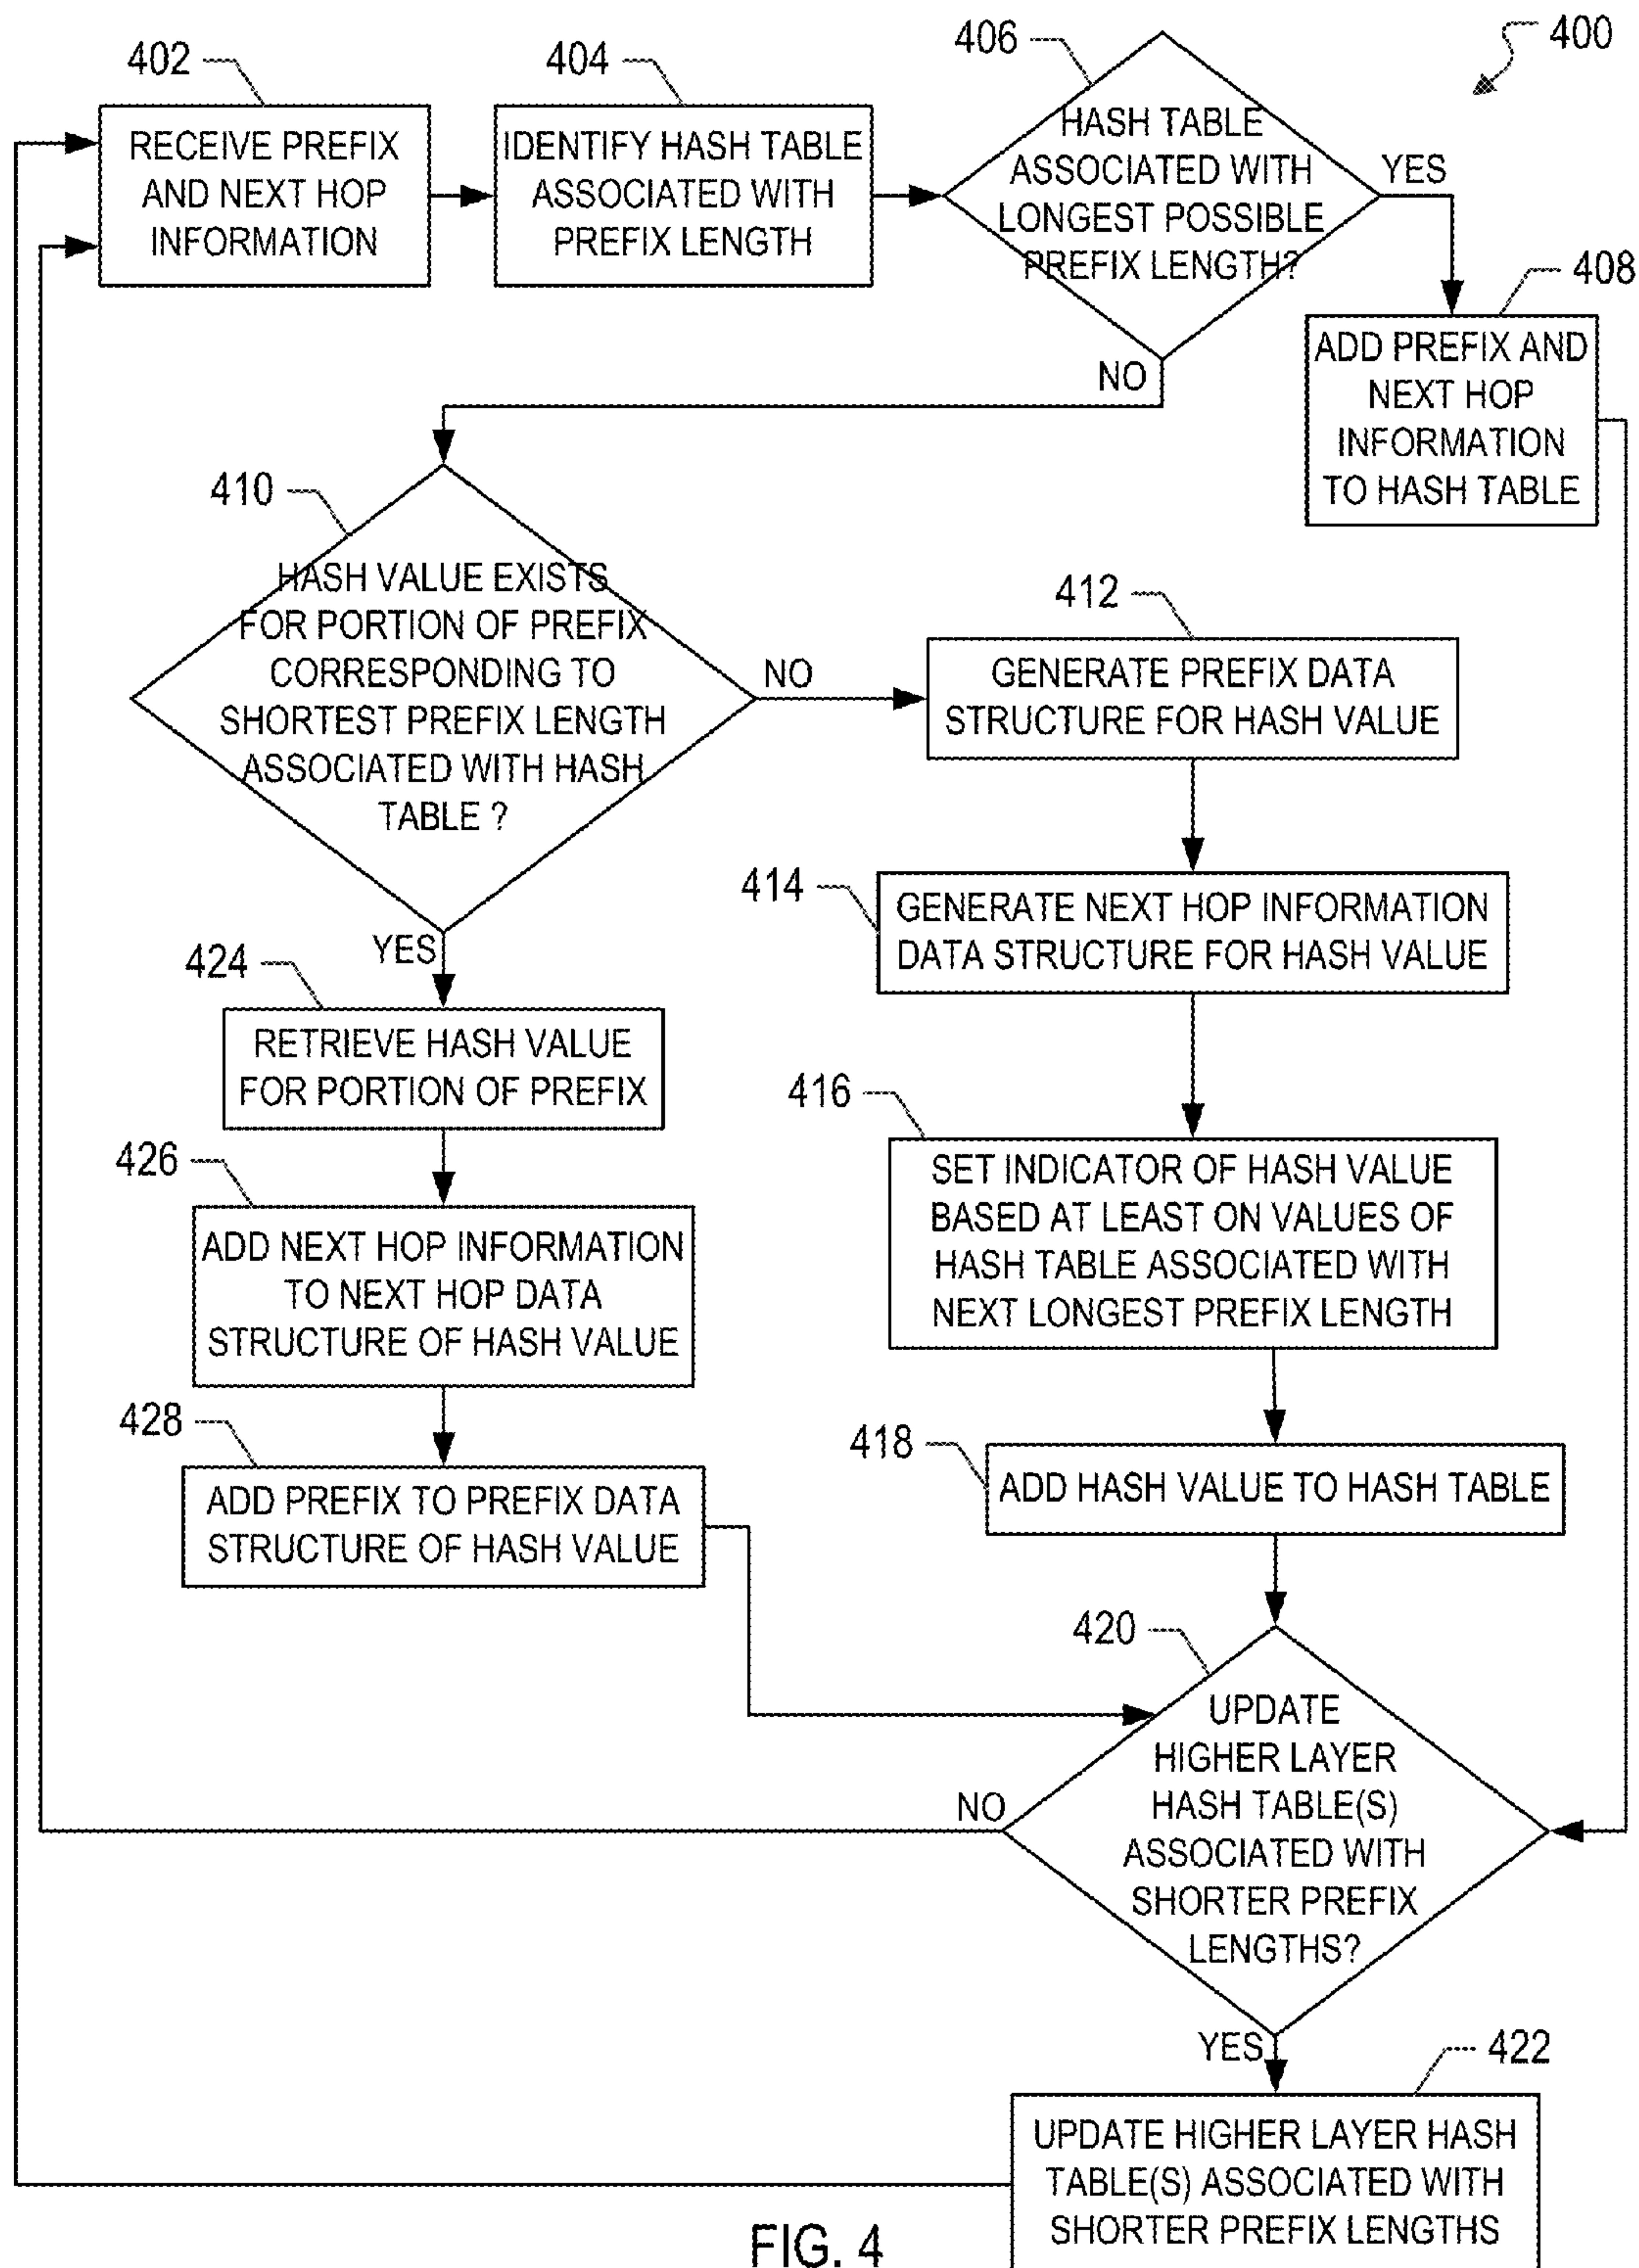 400
402
RECEIVE PREFIX
AND NEXT HOP
INFORMATION
404
IDENTIFY HASH TABLE
ASSOCIATED WITH
PREFIX LENGTH
406
HASH TABLE
ASSOCIATED WITH
LONGEST POSSIBLE
PREFIX LENGTH?
YES
NO
408
ADD PREFIX AND
NEXT HOP
INFORMATION
TO HASH TABLE
410
HASH VALUE EXISTS
FOR PORTION OF PREFIX
CORRESPONDING TO
SHORTEST PREFIX LENGTH
ASSOCIATED WITH HASH
TABLE ?
NO
YES
412
GENERATE PREFIX DATA
STRUCTURE FOR HASH VALUE
414
GENERATE NEXT HOP INFORMATION
DATA STRUCTURE FOR HASH VALUE
416
SET INDICATOR OF HASH VALUE
BASED AT LEAST ON VALUES OF
HASH TABLE ASSOCIATED WITH
NEXT LONGEST PREFIX LENGTH
418
ADD HASH VALUE TO HASH TABLE
424
RETRIEVE HASH VALUE
FOR PORTION OF PREFIX
426
ADD NEXT HOP INFORMATION
TO NEXT HOP DATA
STRUCTURE OF HASH VALUE
428
ADD PREFIX TO PREFIX DATA
STRUCTURE OF HASH VALUE
420
UPDATE
HIGHER LAYER
HASH TABLE(S)
ASSOCIATED WITH
SHORTER PREFIX
LENGTHS?
NO
YES
422
UPDATE HIGHER LAYER HASH
TABLE(S) ASSOCIATED WITH
SHORTER PREFIX LENGTHS
FIG. 4